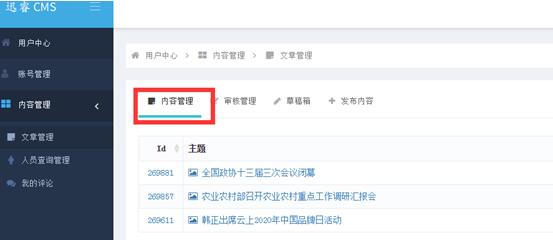 迅睿 CMS
用户中心
账号管理
内容管理
文章管理
人员查询管理
我的评论
用户中心 > 内容管理 > 文章管理
内容管理 审核管理 草稿箱 + 发布内容
Id 主题
269881 全国政协十三届三次会议闭幕
269857 农业农村部召开农业农村重点工作调研汇报会
269611 韩正出席云上2020年中国品牌日活动